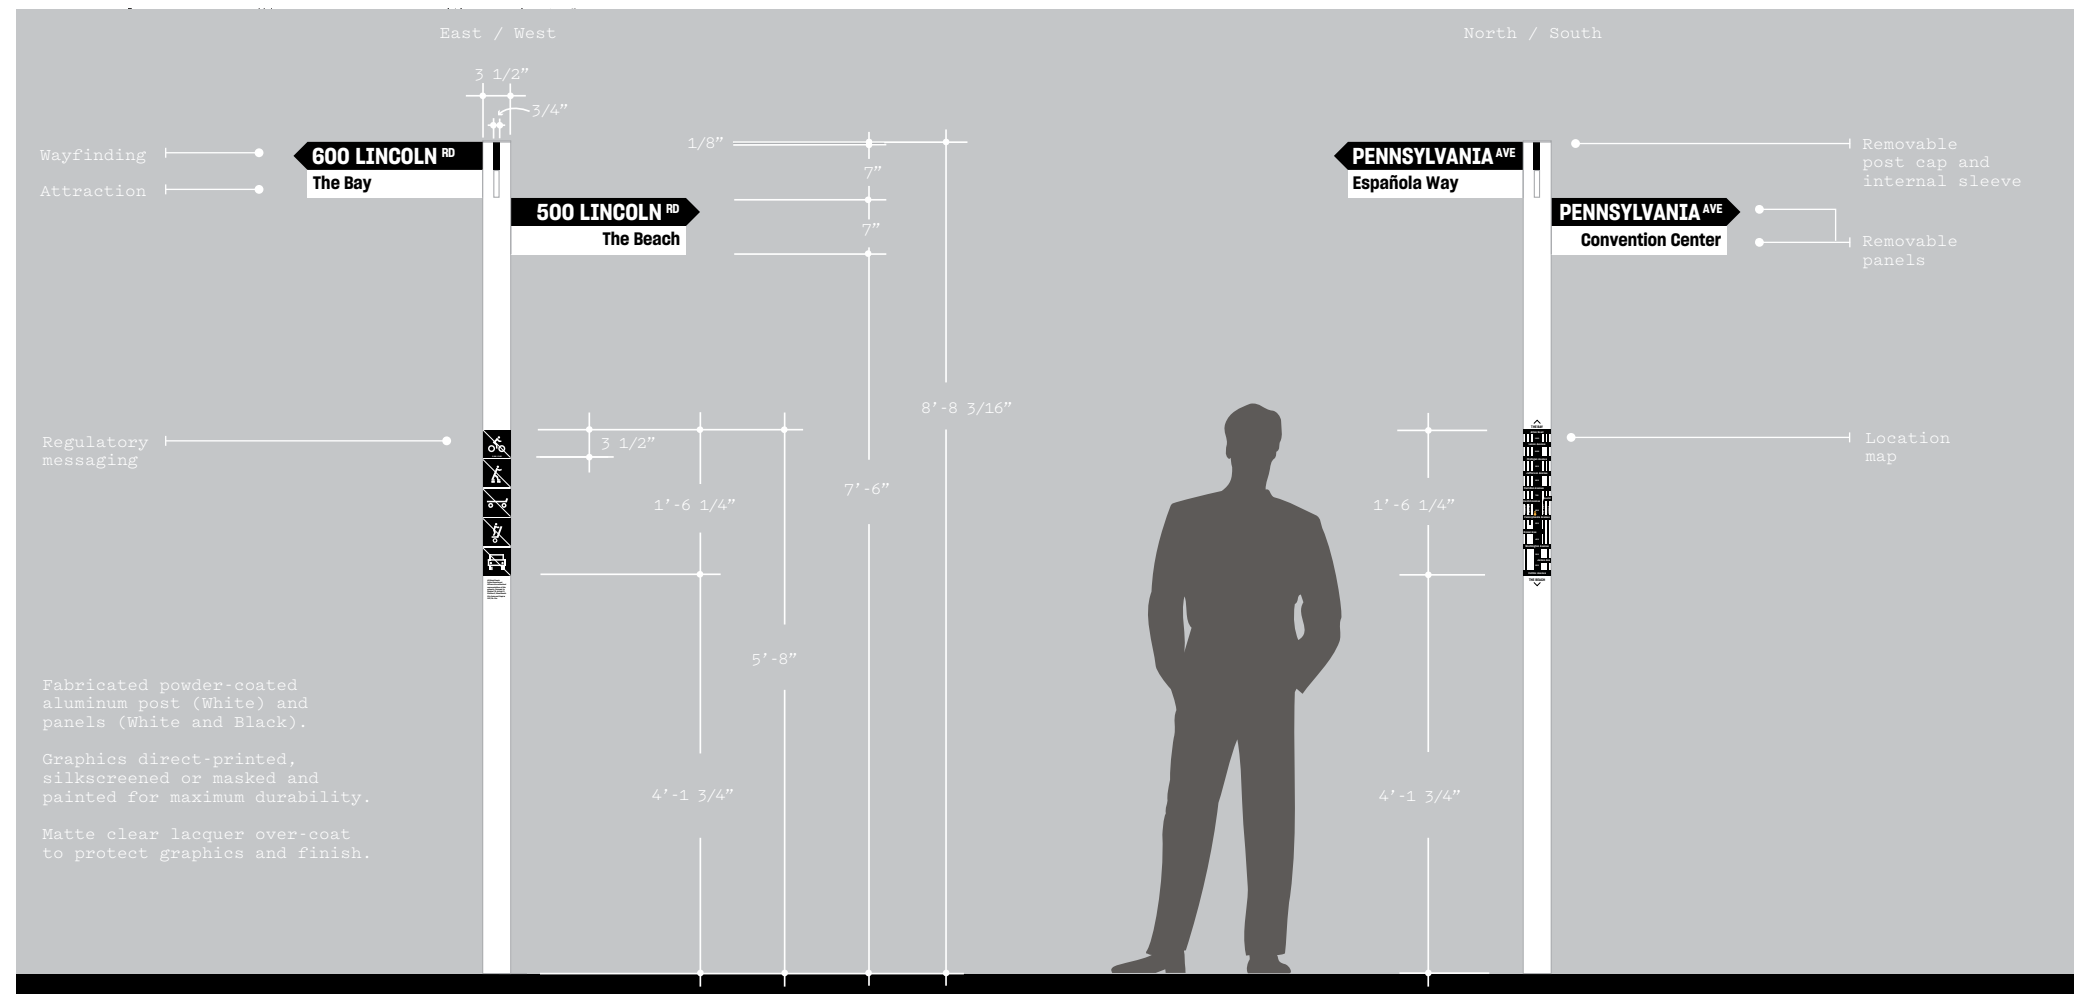 East / West
North / South
3 1/2”
3/4”
1/8”
Wayfinding
Attraction
600 LINCOLN RD
The Bay
500 LINCOLN RD
The Beach
7”
7”
PENNSYLVANIA AVE
Española Way
PENNSYLVANIA AVE
Convention Center
Removable
post cap and
internal sleeve
Removable
panels
8’-8 3/16”
Regulatory
messaging
3 1/2”
1’-6 1/4”
7’-6”
5’-8”
4’-1 3/4”
1’-6 1/4”
4’-1 3/4”
THE BAY
THE BEACH
Location
map
Fabricated powder-coated
aluminum post (White) and
panels (White and Black).
Graphics direct-printed,
silkscreened or masked and
painted for maximum durability.
Matte clear lacquer over-coat
to protect graphics and finish.